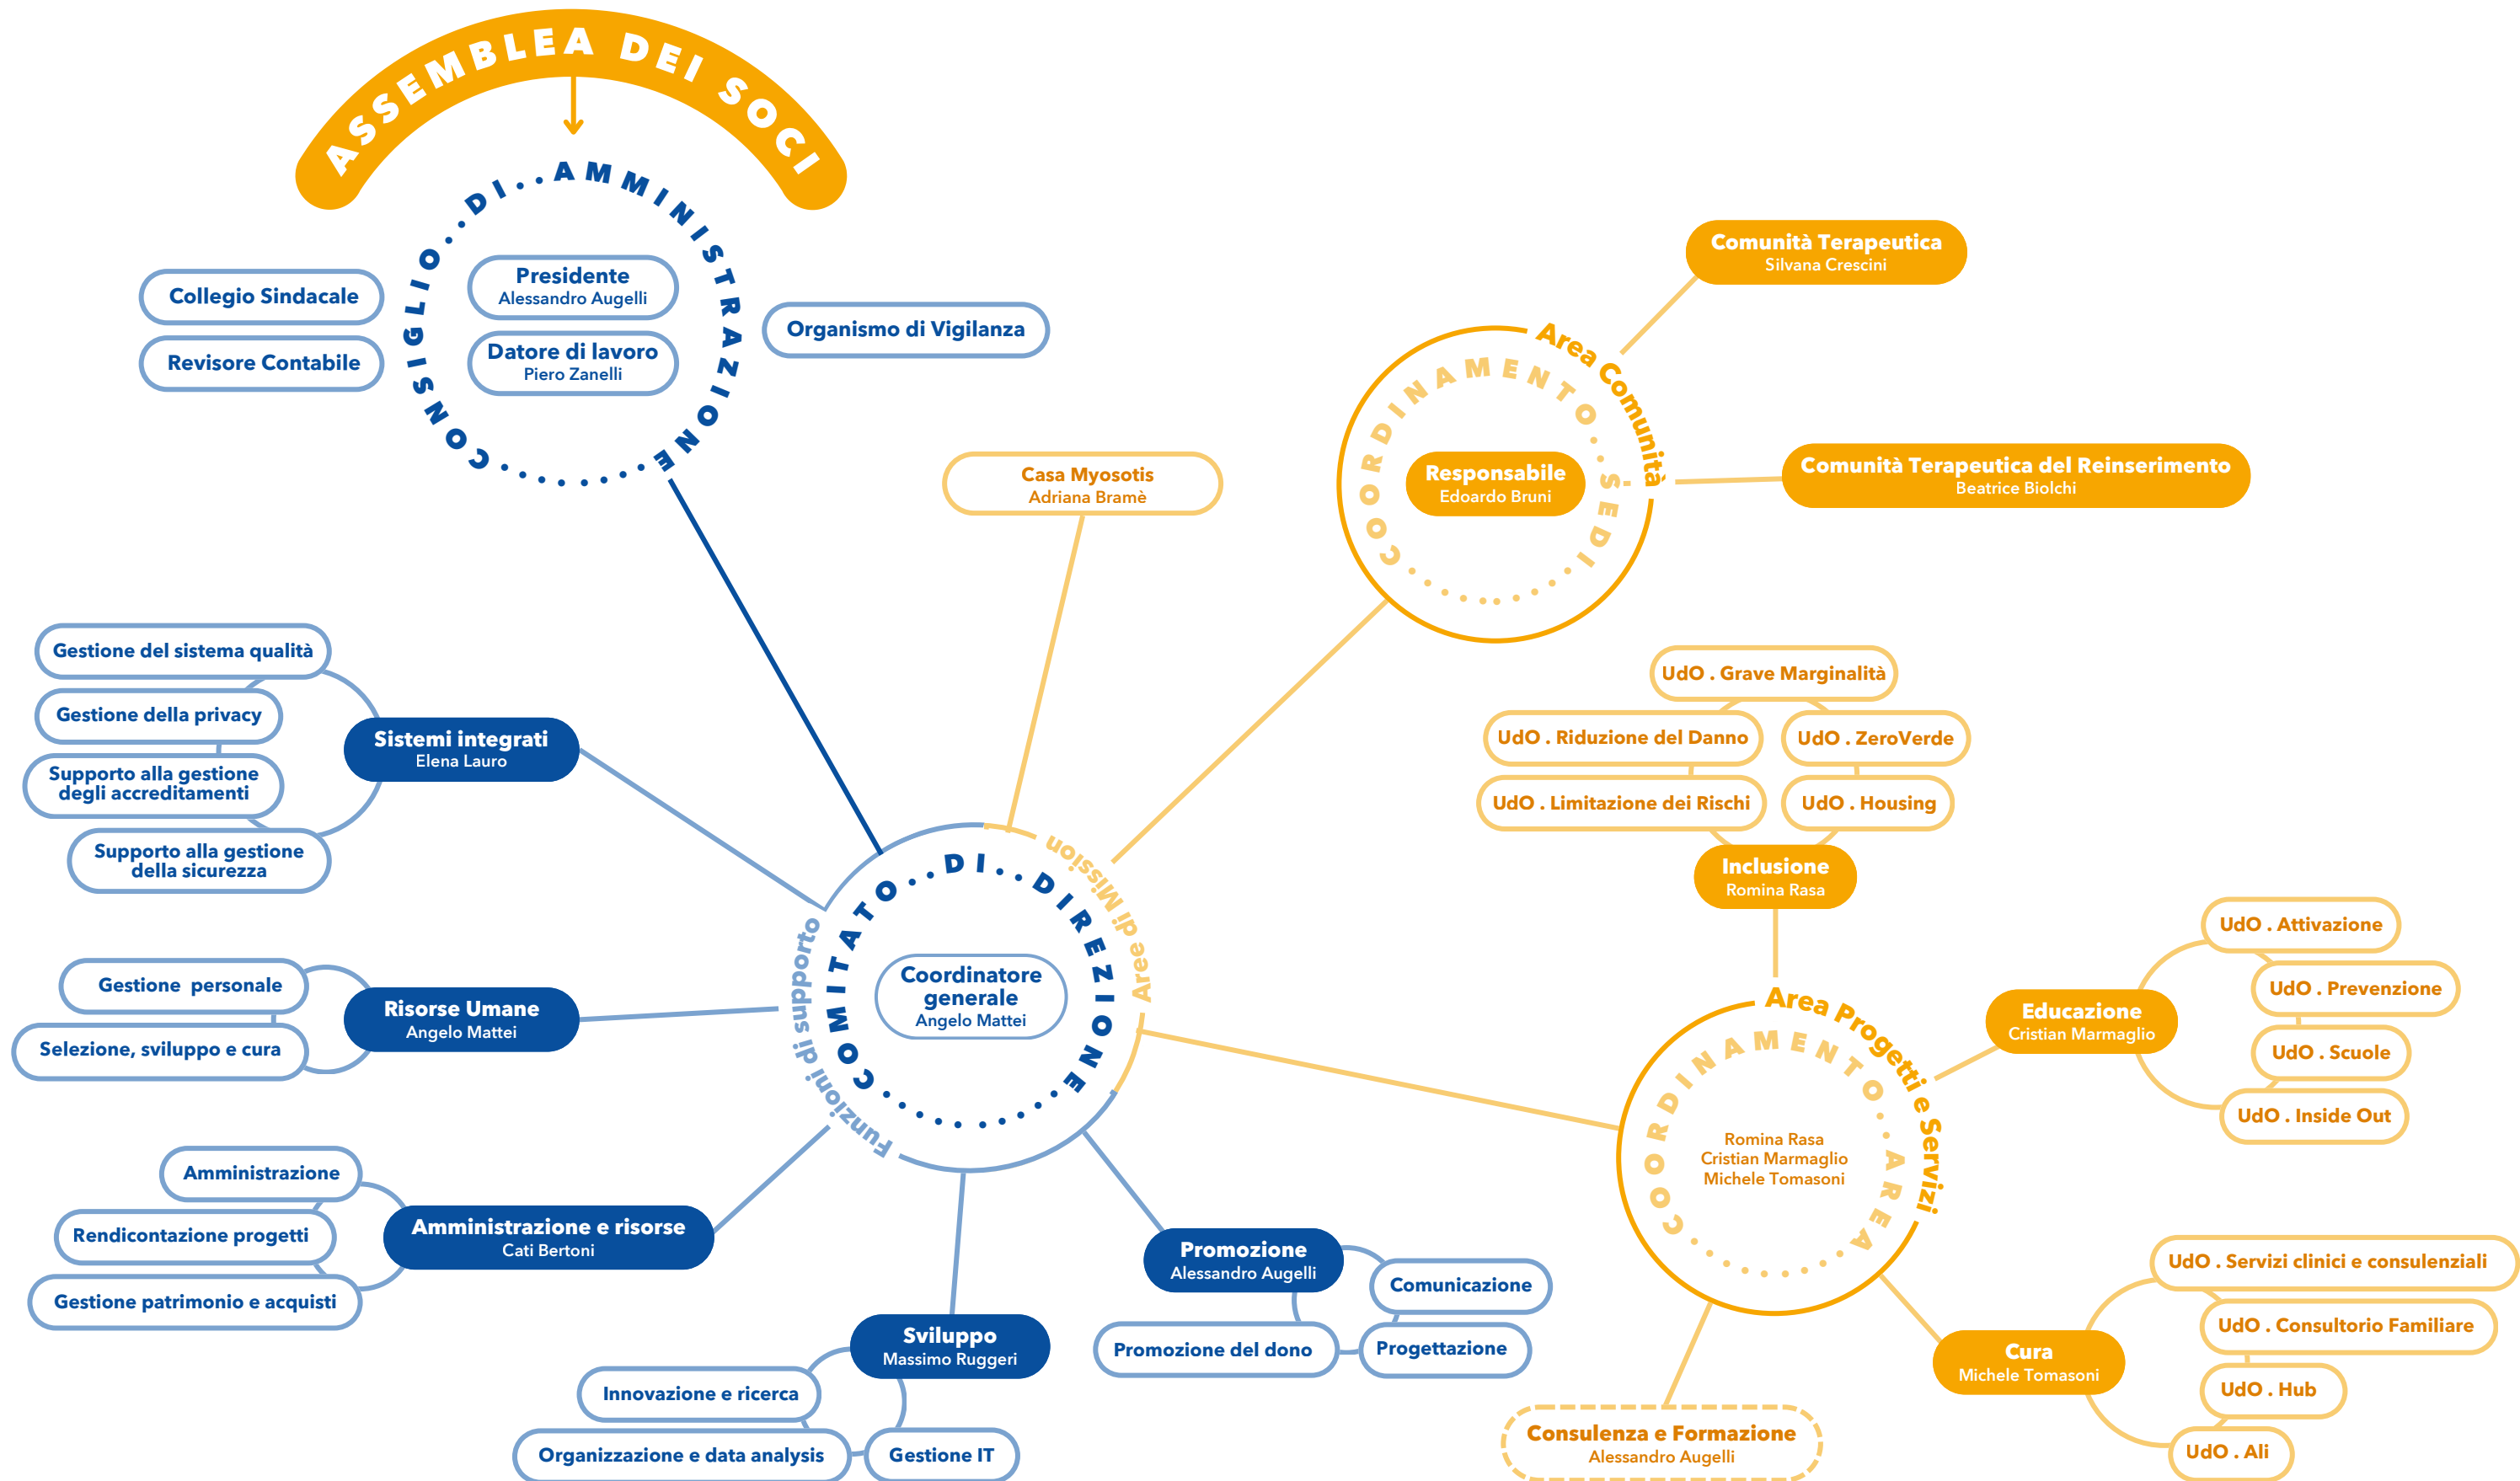 ASSEMBLEA DEI SOCI
CONSIGLIO DI AMMINISTRAZIONE
Presidente
Alessandro Augelli
Datore di lavoro
Piero Zanelli
Collegio Sindacale
Revisore Contabile
Organismo di Vigilanza
Casa Myosotis
Adriana Bramè
Area Comunità
COORDINAMENTO SEDI
Responsabile
Edoardo Bruni
Comunità Terapeutica
Silvana Crescini
Comunità Terapeutica del Reinserimento
Beatrice Biolchi
Gestione del sistema qualità
Gestione della privacy
Supporto alla gestione
degli accreditamenti
Supporto alla gestione
della sicurezza
Sistemi integrati
Elena Lauro
Gestione personale
Selezione, sviluppo e cura
Risorse Umane
Angelo Mattei
Amministrazione
Rendicontazione progetti
Gestione patrimonio e acquisti
Amministrazione e risorse
Cati Bertoni
Funzioni di supporto
Aree di Mission
COMITATO DI DIREZIONE
Coordinatore
generale
Angelo Mattei
Sviluppo
Massimo Ruggeri
Innovazione e ricerca
Organizzazione e data analysis
Gestione IT
Promozione
Alessandro Augelli
Comunicazione
Promozione del dono
Progettazione
UdO . Grave Marginalità
UdO . Riduzione del Danno
UdO . ZeroVerde
UdO . Limitazione dei Rischi
UdO . Housing
Inclusione
Romina Rasa
Area Progetti e Servizi
COORDINAMENTO AREA
Romina Rasa
Cristian Marmaglio
Michele Tomasoni
Educazione
Cristian Marmaglio
UdO . Attivazione
UdO . Prevenzione
UdO . Scuole
UdO . Inside Out
Cura
Michele Tomasoni
UdO . Servizi clinici e consulenziali
UdO . Consultorio Familiare
UdO . Hub
UdO . Ali
Consulenza e Formazione
Alessandro Augelli